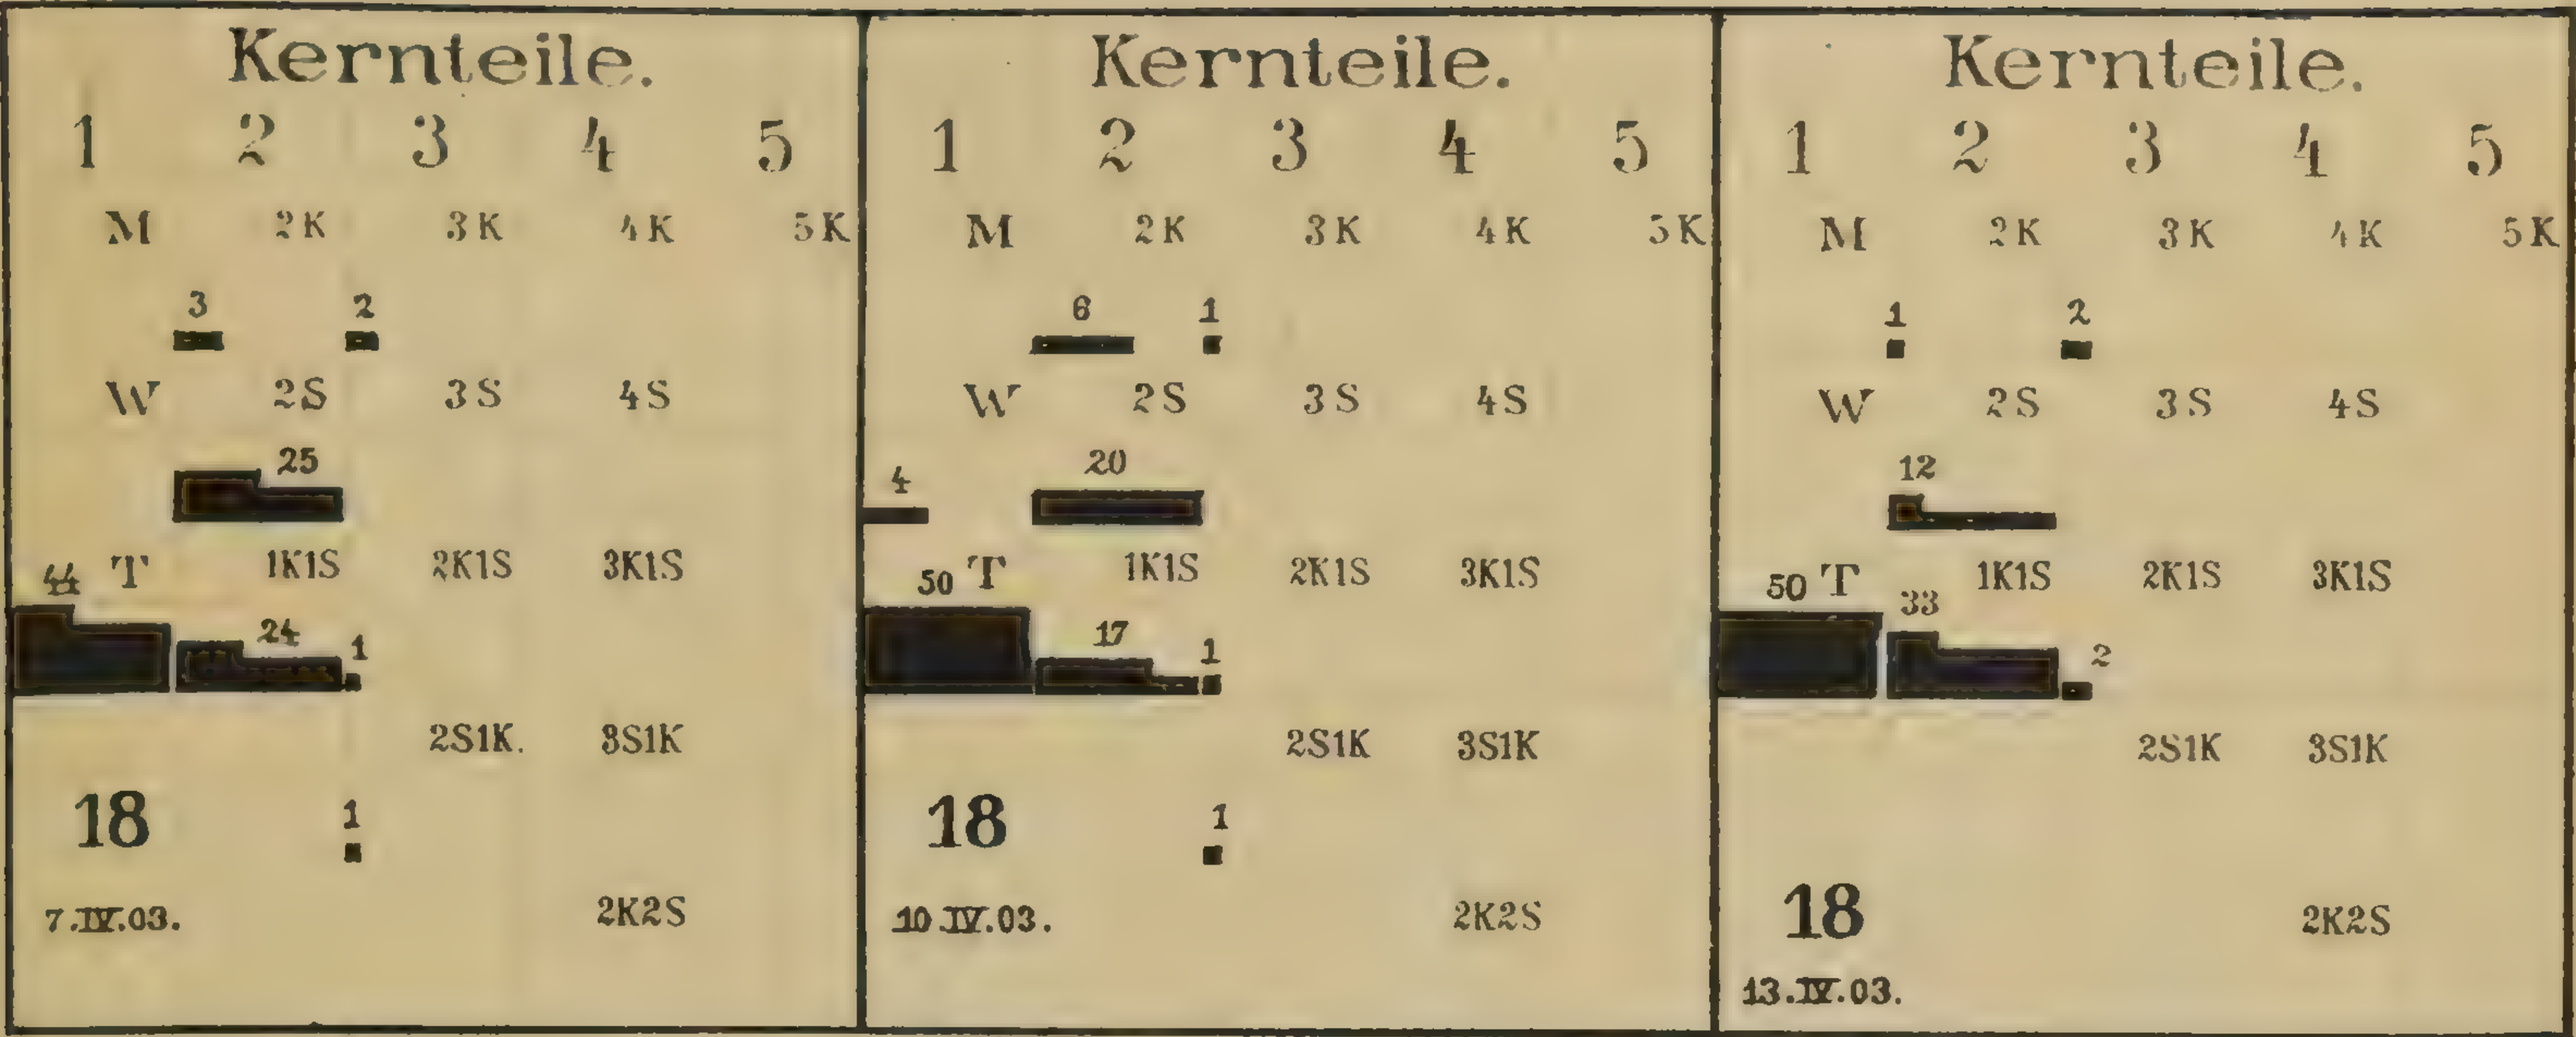 Kernteile.
1 2 3 4 5
M 2K 3K 4K 5K
3 2
W 2S 3S 4S
25
44 T 1K1S 2K1S 3K1S
24 1
2S1K. 3S1K
18 1
7.IV.03. 2K2S
Kernteile.
1 2 3 4 5
M 2K 3K 4K 5K
6 1
W 2S 3S 4S
4 20
50 T 1K1S 2K1S 3K1S
17 1
2S1K 3S1K
18 1
10.IV.03. 2K2S
Kernteile.
1 2 3 4 5
M 2K 3K 4K 5K
1 2
W 2S 3S 4S
12
50 T 33 1K1S 2K1S 3K1S
2
2S1K 3S1K
18 2K2S
13.IV.03.